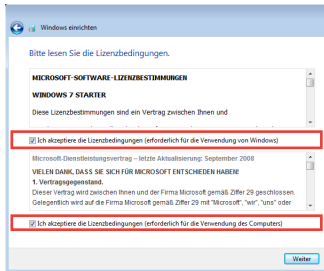 Windows einrichten
Bitte lesen Sie die Lizenzbedingungen.
MICROSOFT-SOFTWARE-LIZENZBESTIMMUNGEN
WINDOWS 7 STARTER
Diese Lizenzbestimmungen sind ein Vertrag zwischen Ihnen und
Ich akzeptiere die Lizenzbedingungen (erforderlich für die Verwendung von Windows)
Microsoft-Dienstleistungsvertrag – letzte Aktualisierung: September 2008
VIELEN DANK, DASS SIE SICH FÜR MICROSOFT ENTSCHIEDEN HABEN!
1. Vertragsgegenstand.
Dieser Vertrag wird zwischen Ihnen und der Firma Microsoft gemäß Ziffer 29 geschlossen.
Gelegentlich wird auf die Firma Microsoft gemäß Ziffer 29 mit "Microsoft", "wir", "uns" oder
Ich akzeptiere die Lizenzbedingungen (erforderlich für die Verwendung des Computers)
Weiter